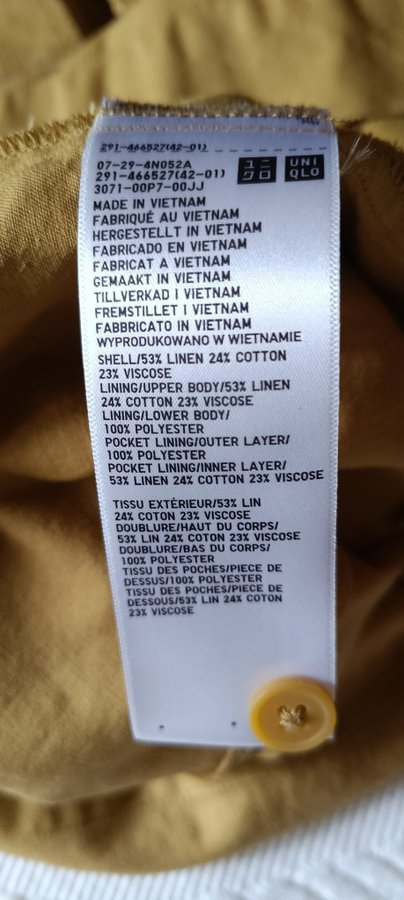 291-466527(42-01)
07-29-4N052A
291-466527(42-01)
3071-00P7-00JJ
ユニ
クロ
UNI
QLO
MADE IN VIETNAM
FABRIQUÉ AU VIETNAM
HERGESTELLT IN VIETNAM
FABRICADO EN VIETNAM
FABRICAT A VIETNAM
GEMAAKT IN VIETNAM
TILLVERKAD I VIETNAM
FREMSTILLET I VIETNAM
FABBRICATO IN VIETNAM
WYPRODUKOWANO W WIETNAMIE
SHELL/53% LINEN 24% COTTON
23% VISCOSE
LINING/UPPER BODY/53% LINEN
24% COTTON 23% VISCOSE
LINING/LOWER BODY/
100% POLYESTER
POCKET LINING/OUTER LAYER/
100% POLYESTER
POCKET LINING/INNER LAYER/
53% LINEN 24% COTTON 23% VISCOSE
TISSU EXTÉRIEUR/53% LIN
24% COTON 23% VISCOSE
DOUBLURE/HAUT DU CORPS/
53% LIN 24% COTON 23% VISCOSE
DOUBLURE/BAS DU CORPS/
100% POLYESTER
TISSU DES POCHES/PIECE DE
DESSUS/100% POLYESTER
TISSU DES POCHES/PIECE DE
DESSOUS/53% LIN 24% COTON
23% VISCOSE